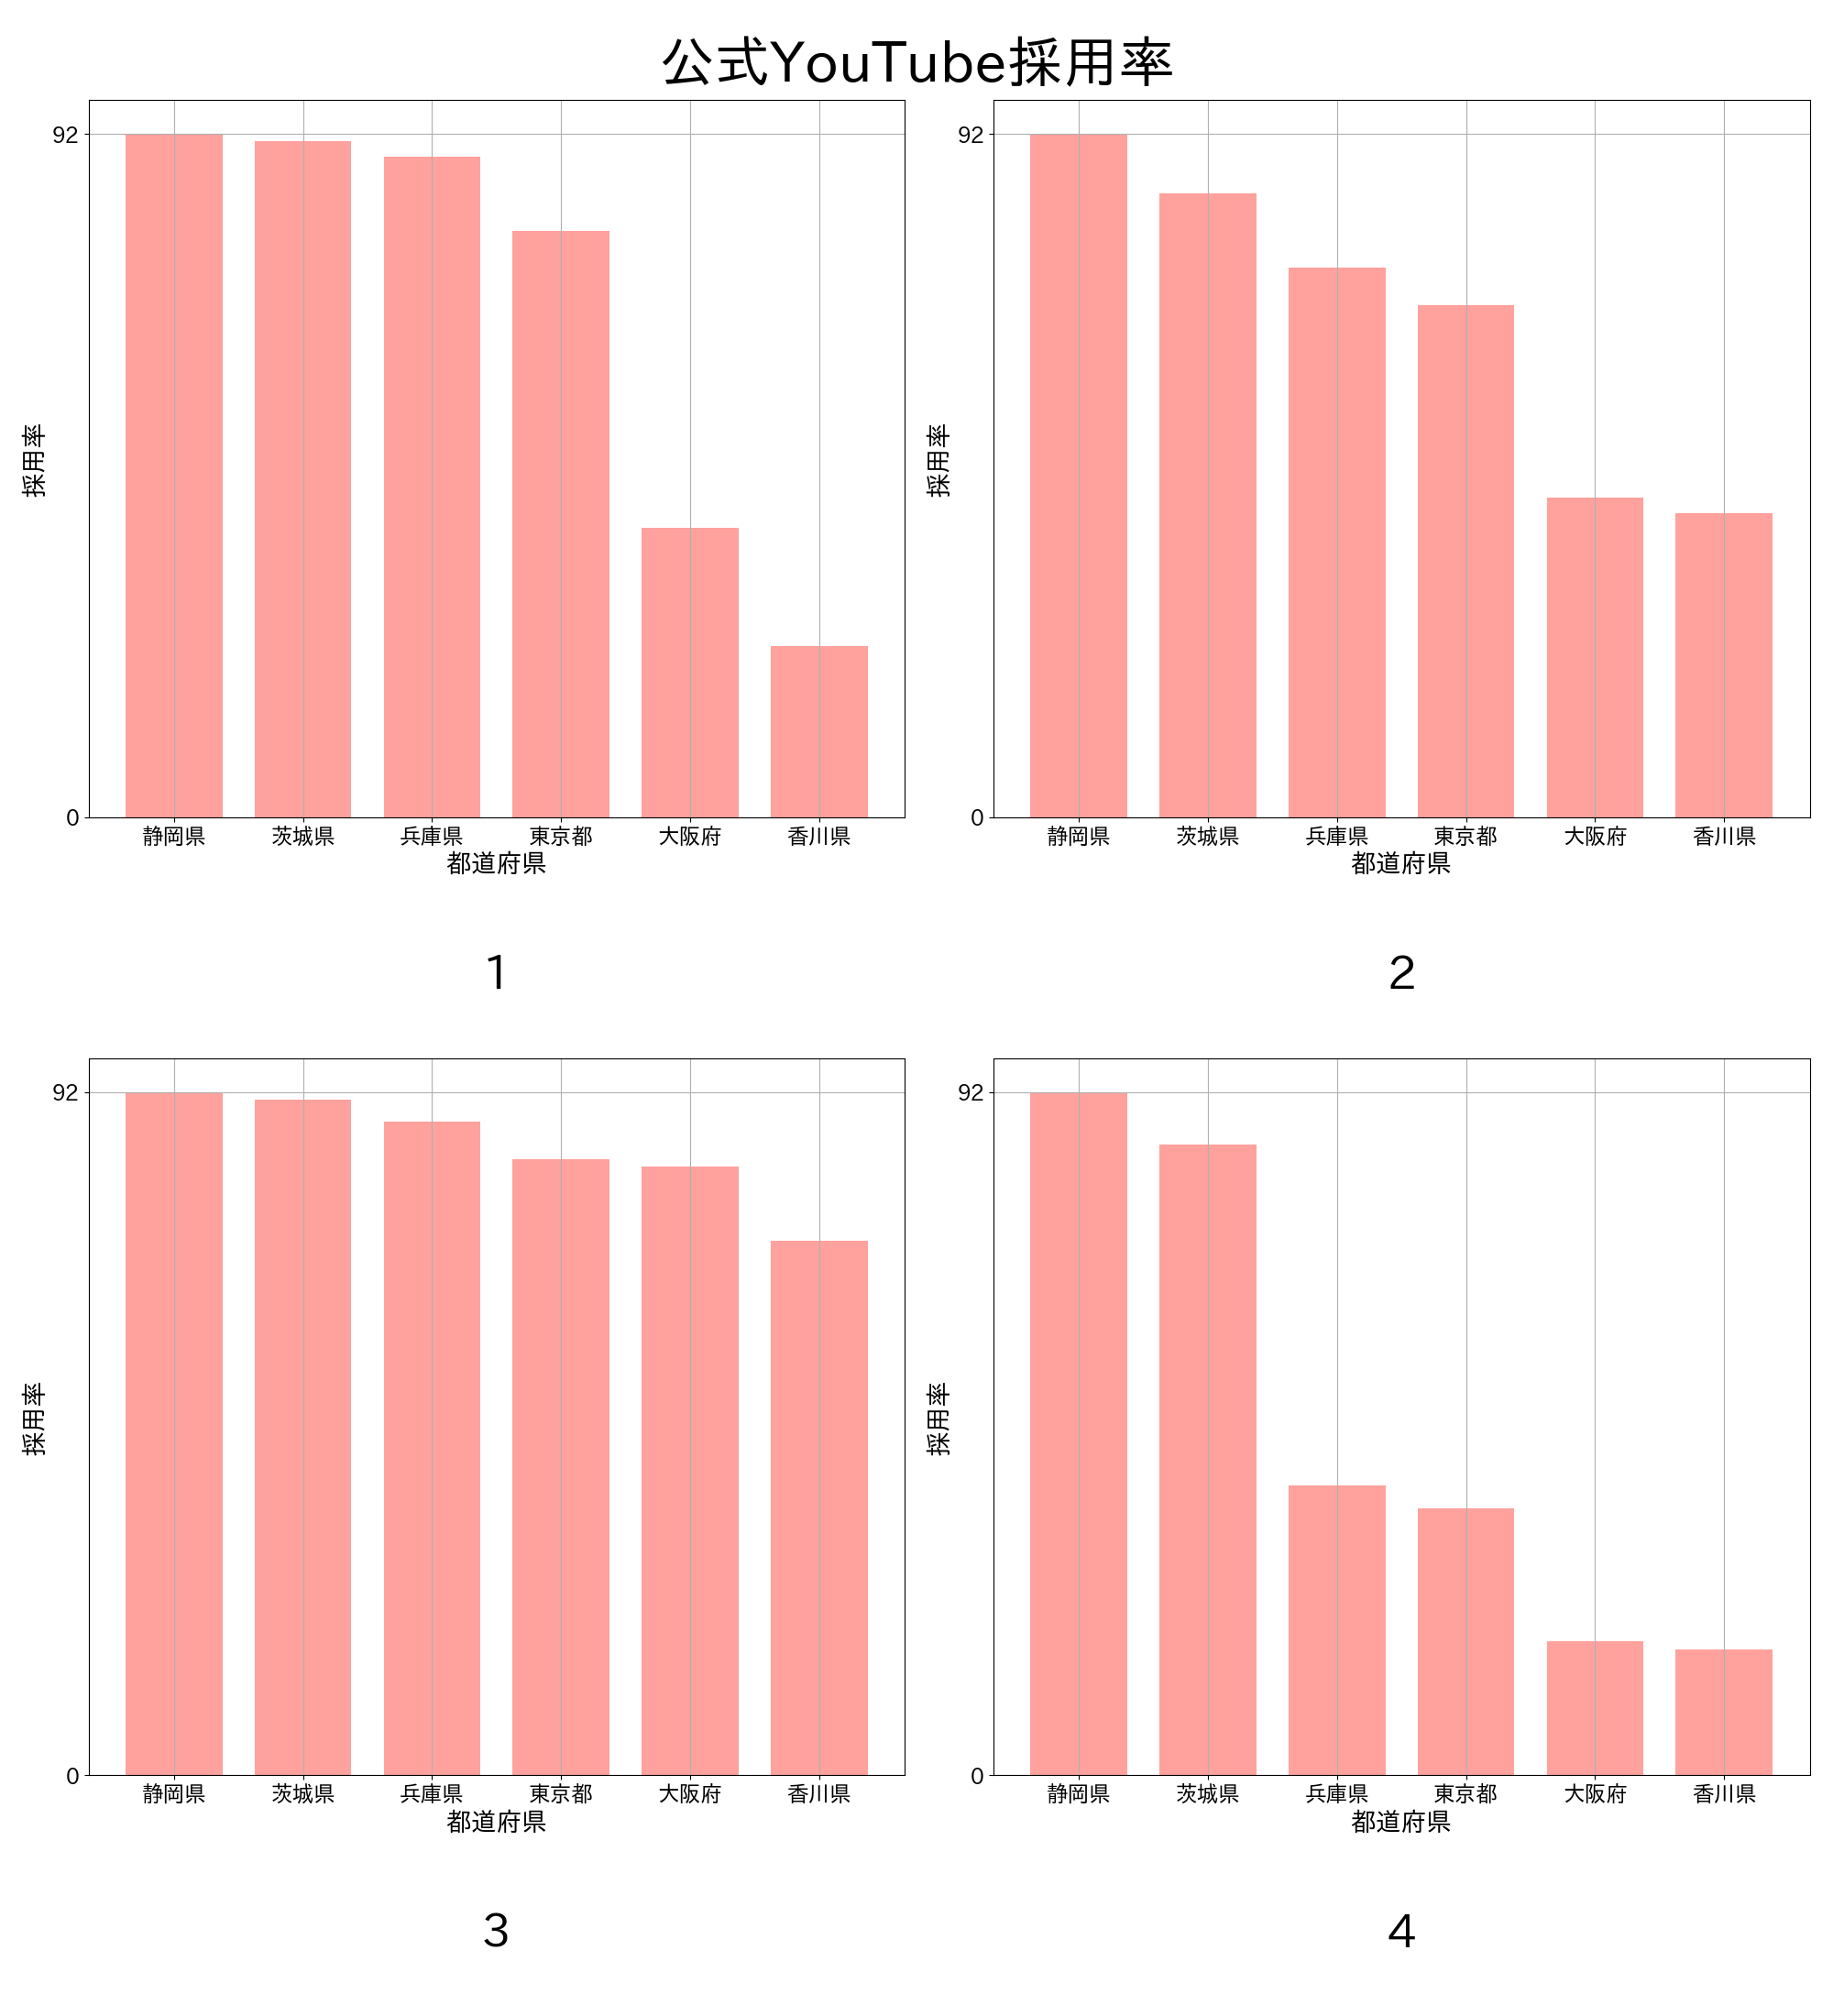 公式YouTube採用率
92
採用率
0
静岡県 茨城県 兵庫県 東京都 大阪府 香川県
都道府県
1
92
採用率
0
静岡県 茨城県 兵庫県 東京都 大阪府 香川県
都道府県
2
92
採用率
0
静岡県 茨城県 兵庫県 東京都 大阪府 香川県
都道府県
3
92
採用率
0
静岡県 茨城県 兵庫県 東京都 大阪府 香川県
都道府県
4